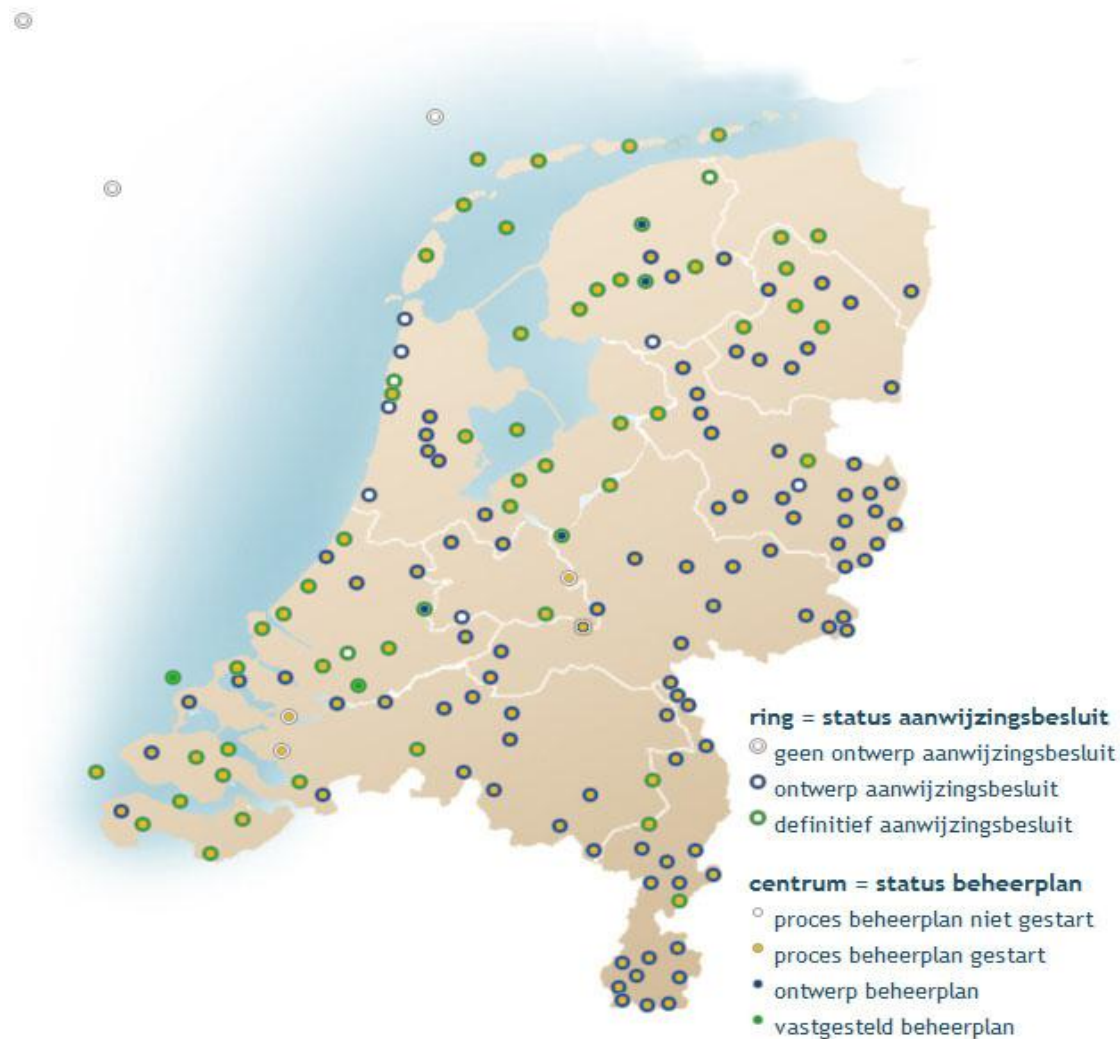 ring = status aanwijzingsbesluit
geen ontwerp aanwijzingsbesluit
ontwerp aanwijzingsbesluit
definitief aanwijzingsbesluit
centrum = status beheerplan
proces beheerplan niet gestart
proces beheerplan gestart
ontwerp beheerplan
vastgesteld beheerplan